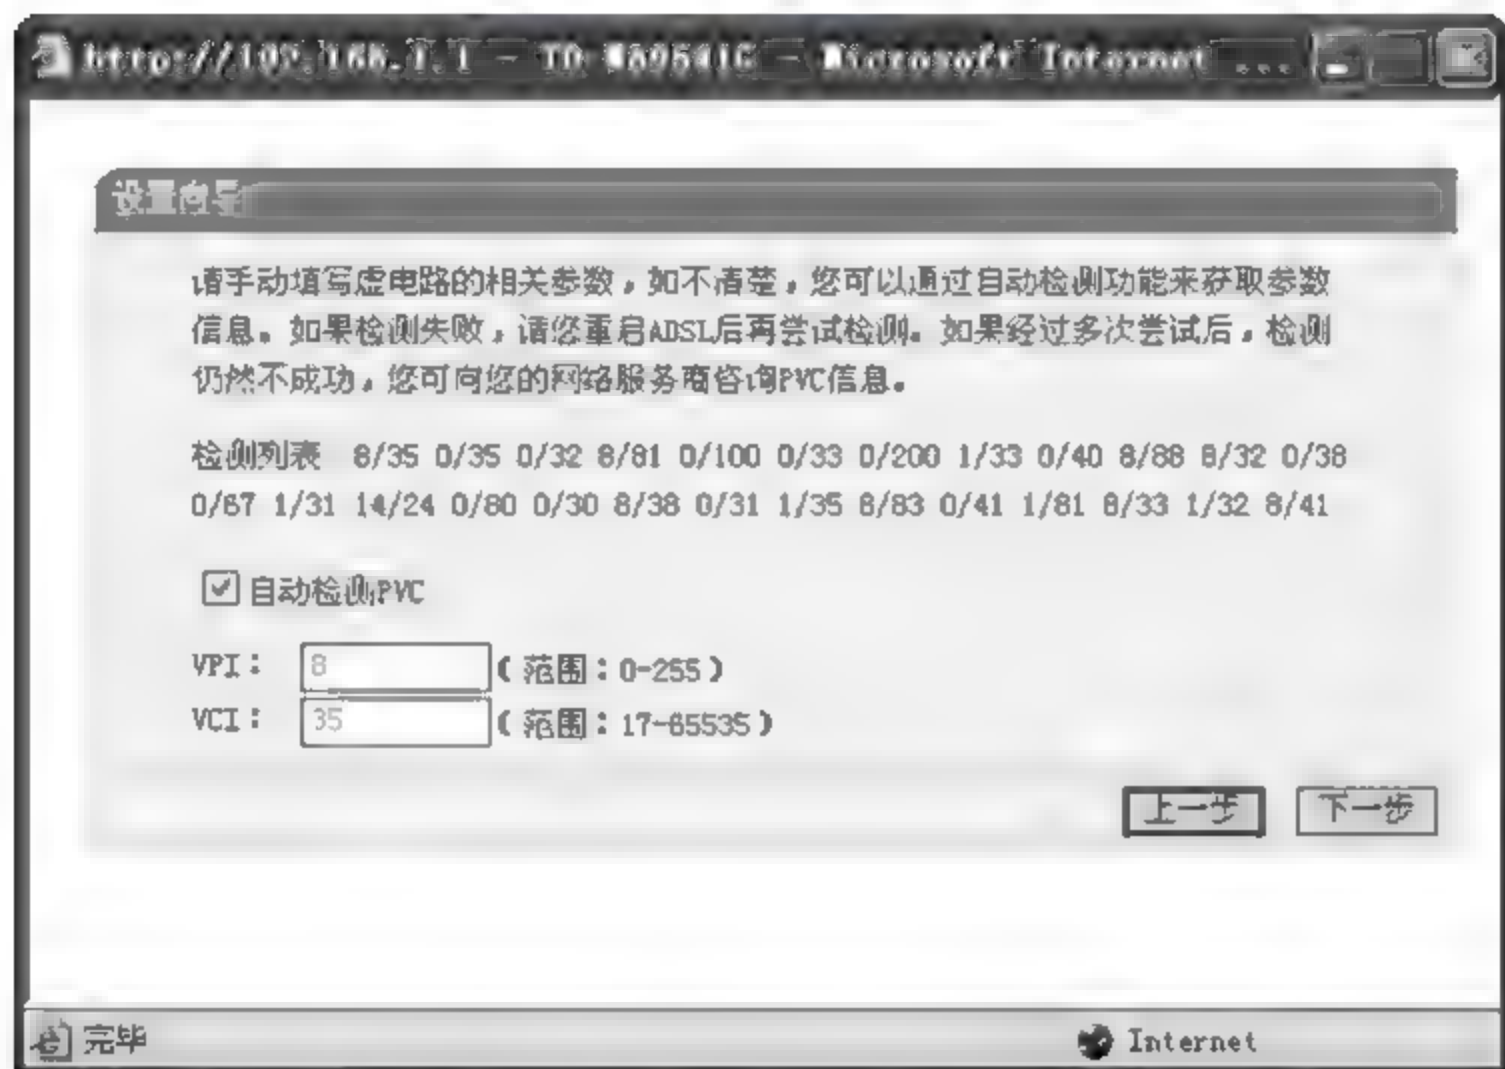 http://192.168.1.1 - TD-W89541G - Microsoft Internet ...
设置向导
请手动填写虚电路的相关参数，如不清楚，您可以通过自动检测功能来获取参数
信息。如果检测失败，请您重启ADSL后再尝试检测。如果经过多次尝试后，检测
仍然不成功，您可向您的网络服务商咨询PVC信息。
检测列表 8/35 0/35 0/32 8/81 0/100 0/33 0/200 1/33 0/40 8/88 8/32 0/38
0/67 1/31 14/24 0/80 0/30 8/38 0/31 1/35 8/83 0/41 1/81 8/33 1/32 8/41
自动检测PVC
VPI： 8 (范围：0-255)
VCI： 35 (范围：17-65535)
上一步 下一步
完毕 Internet